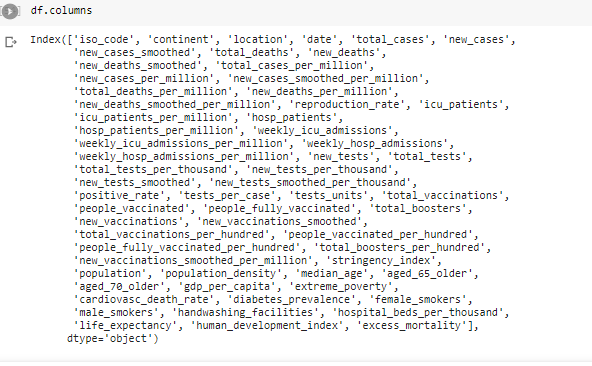 df.columns
Index(['iso_code', 'continent', 'location', 'date', 'total_cases', 'new_cases',
'new_cases_smoothed', 'total_deaths', 'new_deaths',
'new_deaths_smoothed', 'total_cases_per_million',
'new_cases_per_million', 'new_cases_smoothed_per_million',
'total_deaths_per_million', 'new_deaths_per_million',
'new_deaths_smoothed_per_million', 'reproduction_rate', 'icu_patients',
'icu_patients_per_million', 'hosp_patients',
'hosp_patients_per_million', 'weekly_icu_admissions',
'weekly_icu_admissions_per_million', 'weekly_hosp_admissions',
'weekly_hosp_admissions_per_million', 'new_tests', 'total_tests',
'total_tests_per_thousand', 'new_tests_per_thousand',
'new_tests_smoothed', 'new_tests_smoothed_per_thousand',
'positive_rate', 'tests_per_case', 'tests_units', 'total_vaccinations',
'people_vaccinated', 'people_fully_vaccinated', 'total_boosters',
'new_vaccinations', 'new_vaccinations_smoothed',
'total_vaccinations_per_hundred', 'people_vaccinated_per_hundred',
'people_fully_vaccinated_per_hundred', 'total_boosters_per_hundred',
'new_vaccinations_smoothed_per_million', 'stringency_index',
'population', 'population_density', 'median_age', 'aged_65_older',
'aged_70_older', 'gdp_per_capita', 'extreme_poverty',
'cardiovasc_death_rate', 'diabetes_prevalence', 'female_smokers',
'male_smokers', 'handwashing_facilities', 'hospital_beds_per_thousand',
'life_expectancy', 'human_development_index', 'excess_mortality'],
dtype='object')